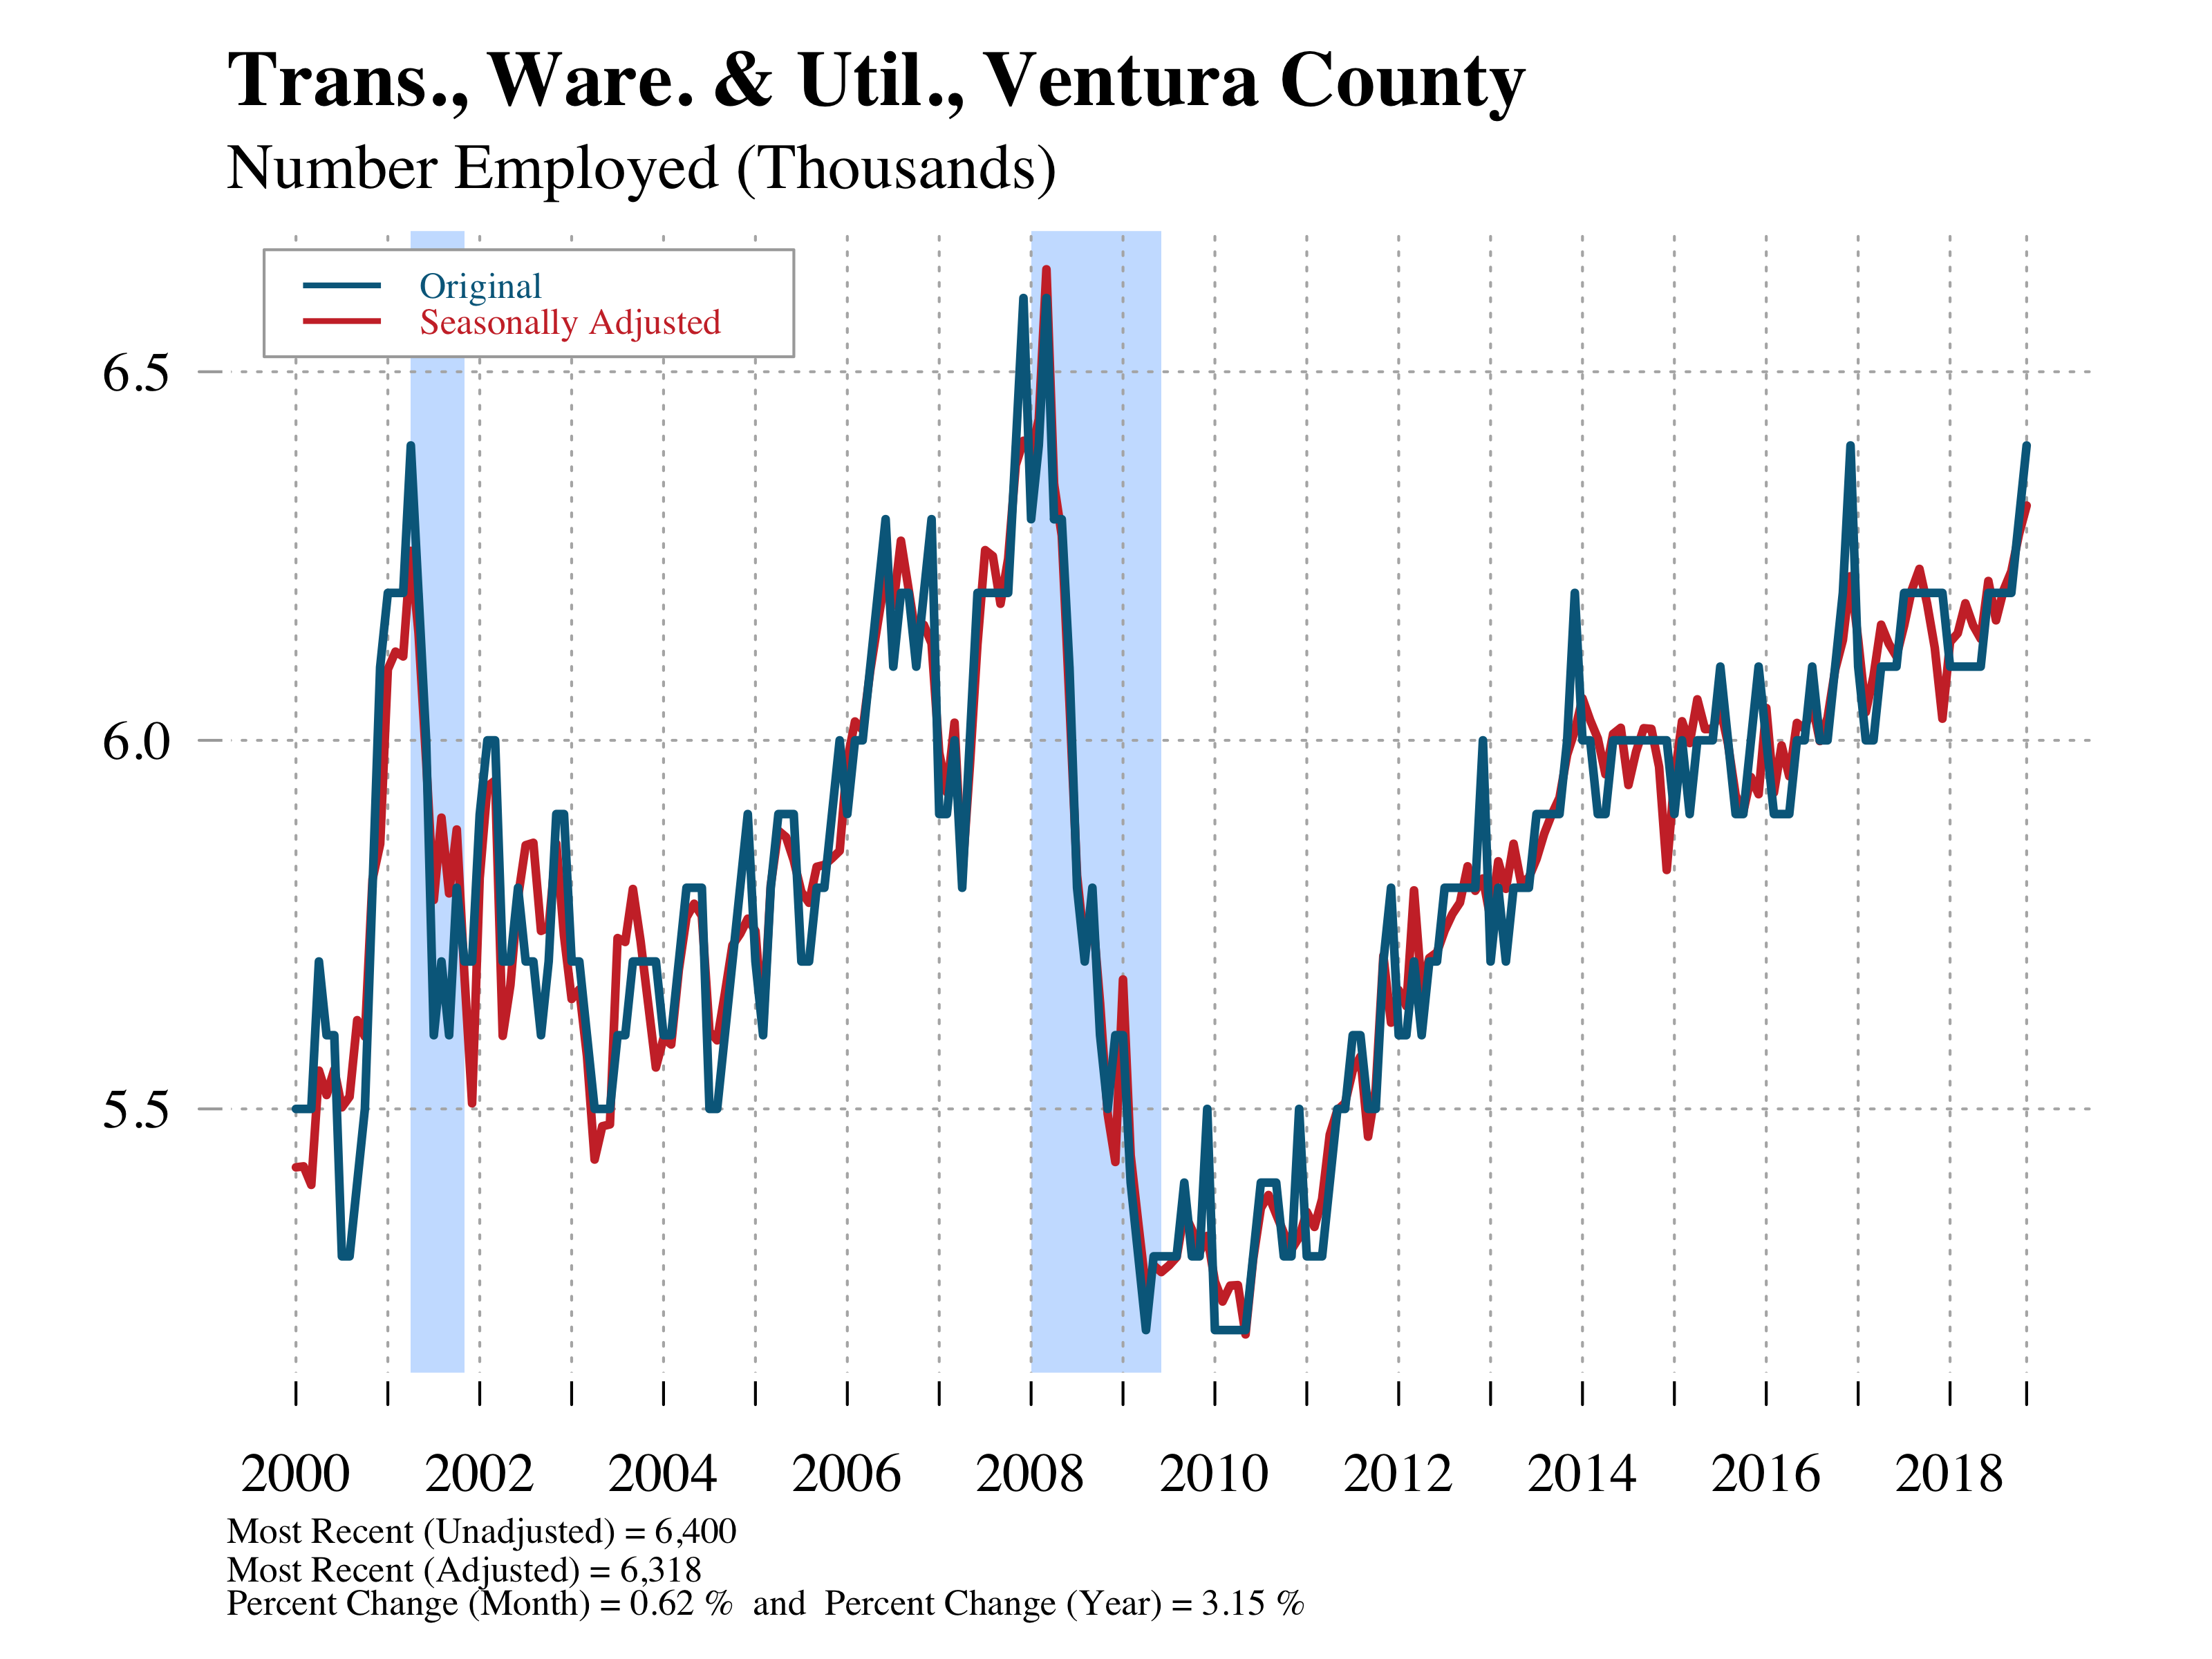 Trans., Ware. & Util., Ventura County
Number Employed (Thousands)
Original
Seasonally Adjusted
6.5
6.0
5.5
2000 2002 2004 2006 2008 2010 2012 2014 2016 2018
Most Recent (Unadjusted) = 6,400
Most Recent (Adjusted) = 6,318
Percent Change (Month) = 0.62 % and Percent Change (Year) = 3.15 %